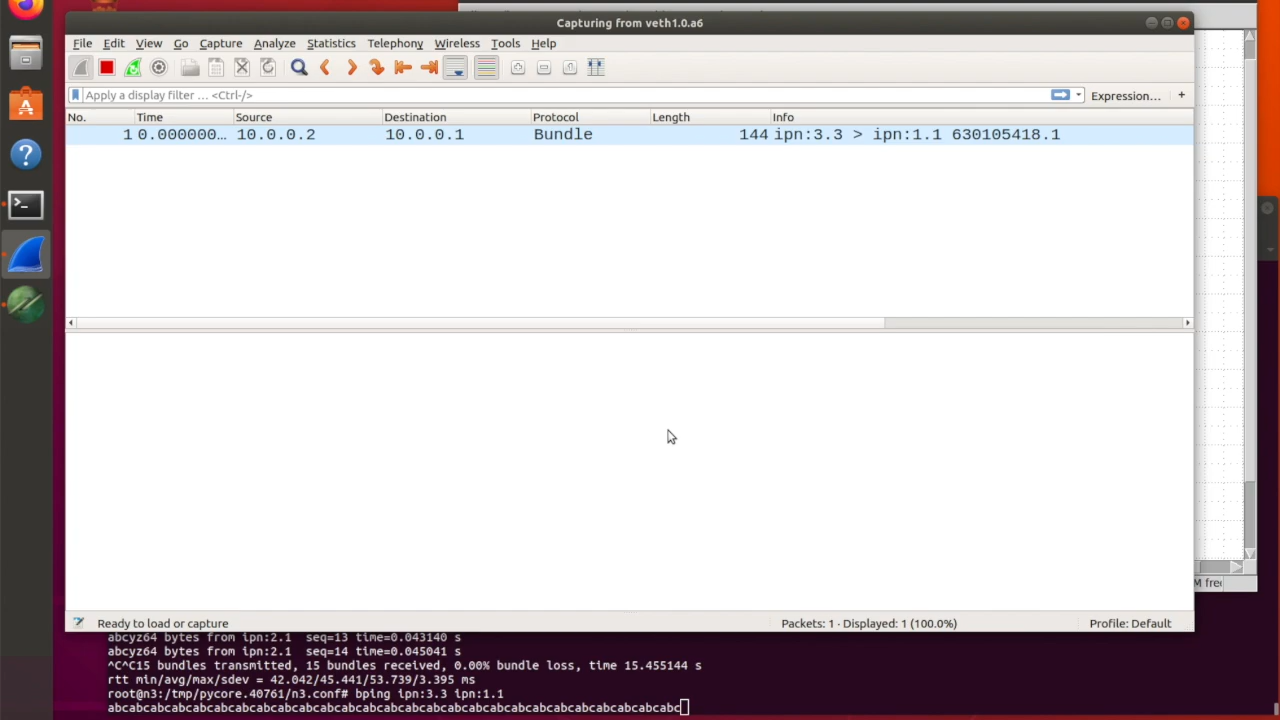 Capturing from veth1.0.a6
File Edit View Go Capture Analyze Statistics Telephony Wireless Tools Help
Apply a display filter ... <Ctrl-/>
Expression... +
No. Time Source Destination Protocol Length Info
1 0.000000... 10.0.0.2 10.0.0.1 Bundle 144 ipn:3.3 > ipn:1.1 630105418.1
M free
Ready to load or capture Packets: 1 · Displayed: 1 (100.0%) Profile: Default
abcyz64 bytes from ipn:2.1  seq=13 time=0.043140 s
abcyz64 bytes from ipn:2.1  seq=14 time=0.045041 s
^C^C15 bundles transmitted, 15 bundles received, 0.00% bundle loss, time 15.455144 s
rtt min/avg/max/sdev = 42.042/45.441/53.739/3.395 ms
root@n3:/tmp/pycore.40761/n3.conf# bping ipn:3.3 ipn:1.1
abcabcabcabcabcabcabcabcabcabcabcabcabcabcabcabcabcabcabcabcabcabcabcabcabcabcabc